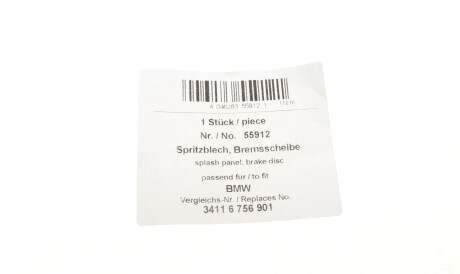 4 046283 55912 1
1 Stück / piece
Nr. / No. 55912
Spritzblech, Bremsscheibe
splash panel, brake disc
passend für / to fit
BMW
Vergleichs-Nr. / Replaces No.
3411 6 756 901